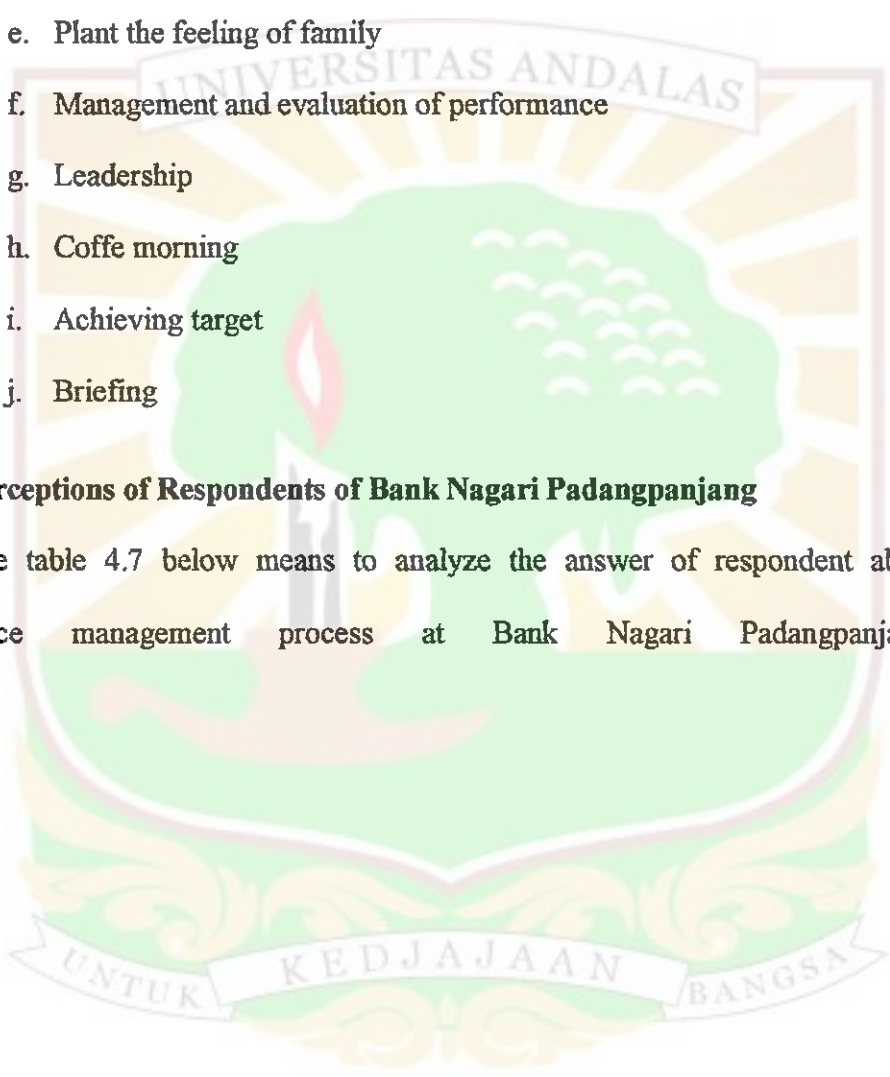 UNIVERSITAS ANDALAS
e. Plant the feeling of family
f. Management and evaluation of performance
g. Leadership
h. Coffe morning
i. Achieving target
j. Briefing
rceptions of Respondents of Bank Nagari Padangpanjang
e table 4.7 below means to analyze the answer of respondent al
ce management process at Bank Nagari Padangpanja
UNTUK KEDJAJAAN BANGSA